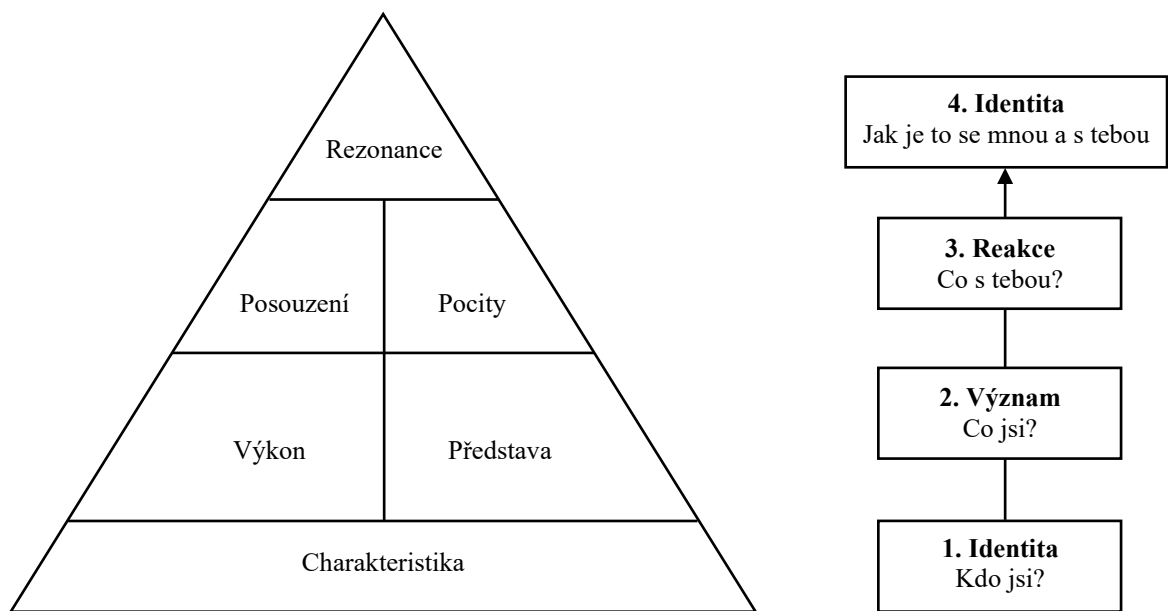 Rezonance
Posouzení
Pocity
Výkon
Představa
Charakteristika
4. Identita
Jak je to se mnou a s tebou
3. Reakce
Co s tebou?
2. Význam
Co jsi?
1. Identita
Kdo jsi?